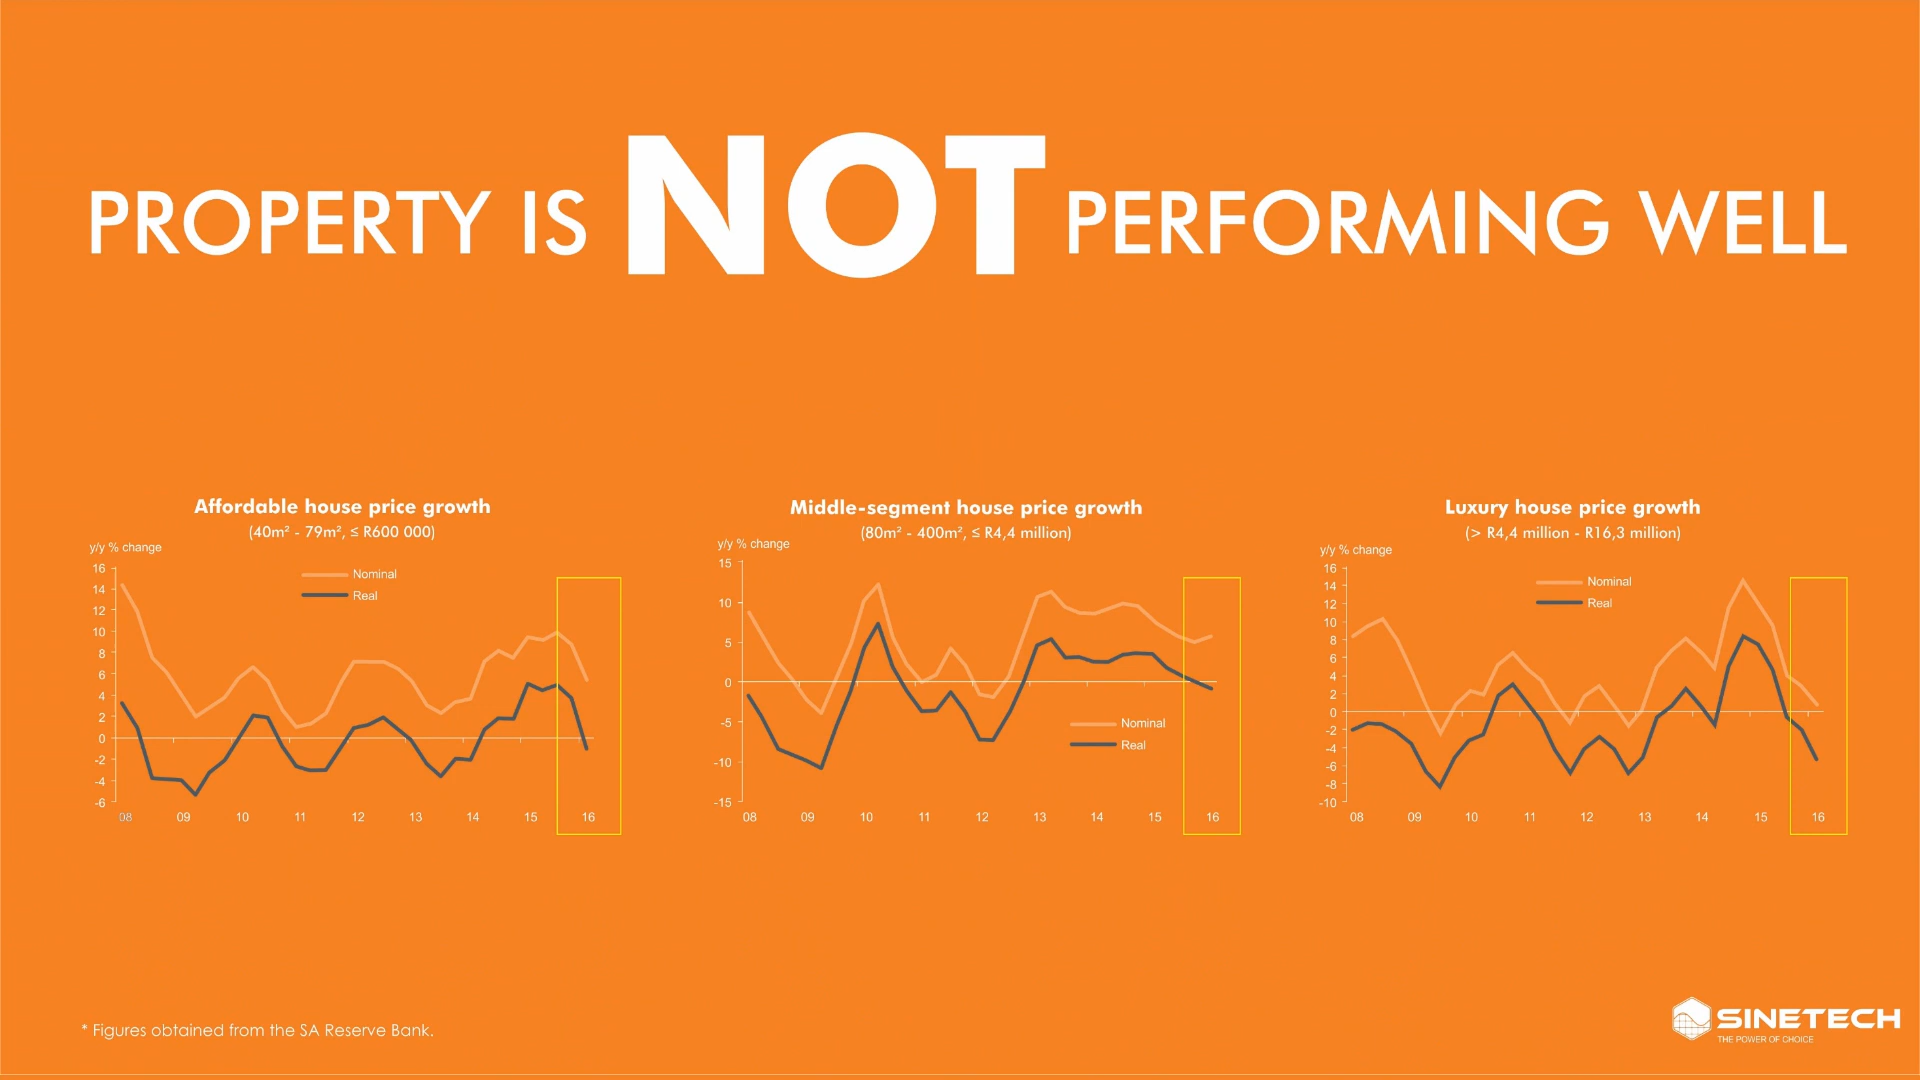 PROPERTY IS NOT PERFORMING WELL
Affordable house price growth
(40m² - 79m², ≤ R600 000)
y/y % change
16
14
12
10
8
6
4
2
0
-2
-4
-6
Nominal
Real
08 09 10 11 12 13 14 15 16
Middle-segment house price growth
(80m² - 400m², ≤ R4,4 million)
y/y % change
15
10
5
0
-5
-10
-15
Nominal
Real
08 09 10 11 12 13 14 15 16
Luxury house price growth
(> R4,4 million - R16,3 million)
y/y % change
16
14
12
10
8
6
4
2
0
-2
-4
-6
-8
-10
Nominal
Real
08 09 10 11 12 13 14 15 16
* Figures obtained from the SA Reserve Bank.
SINETECH
THE POWER OF CHOICE